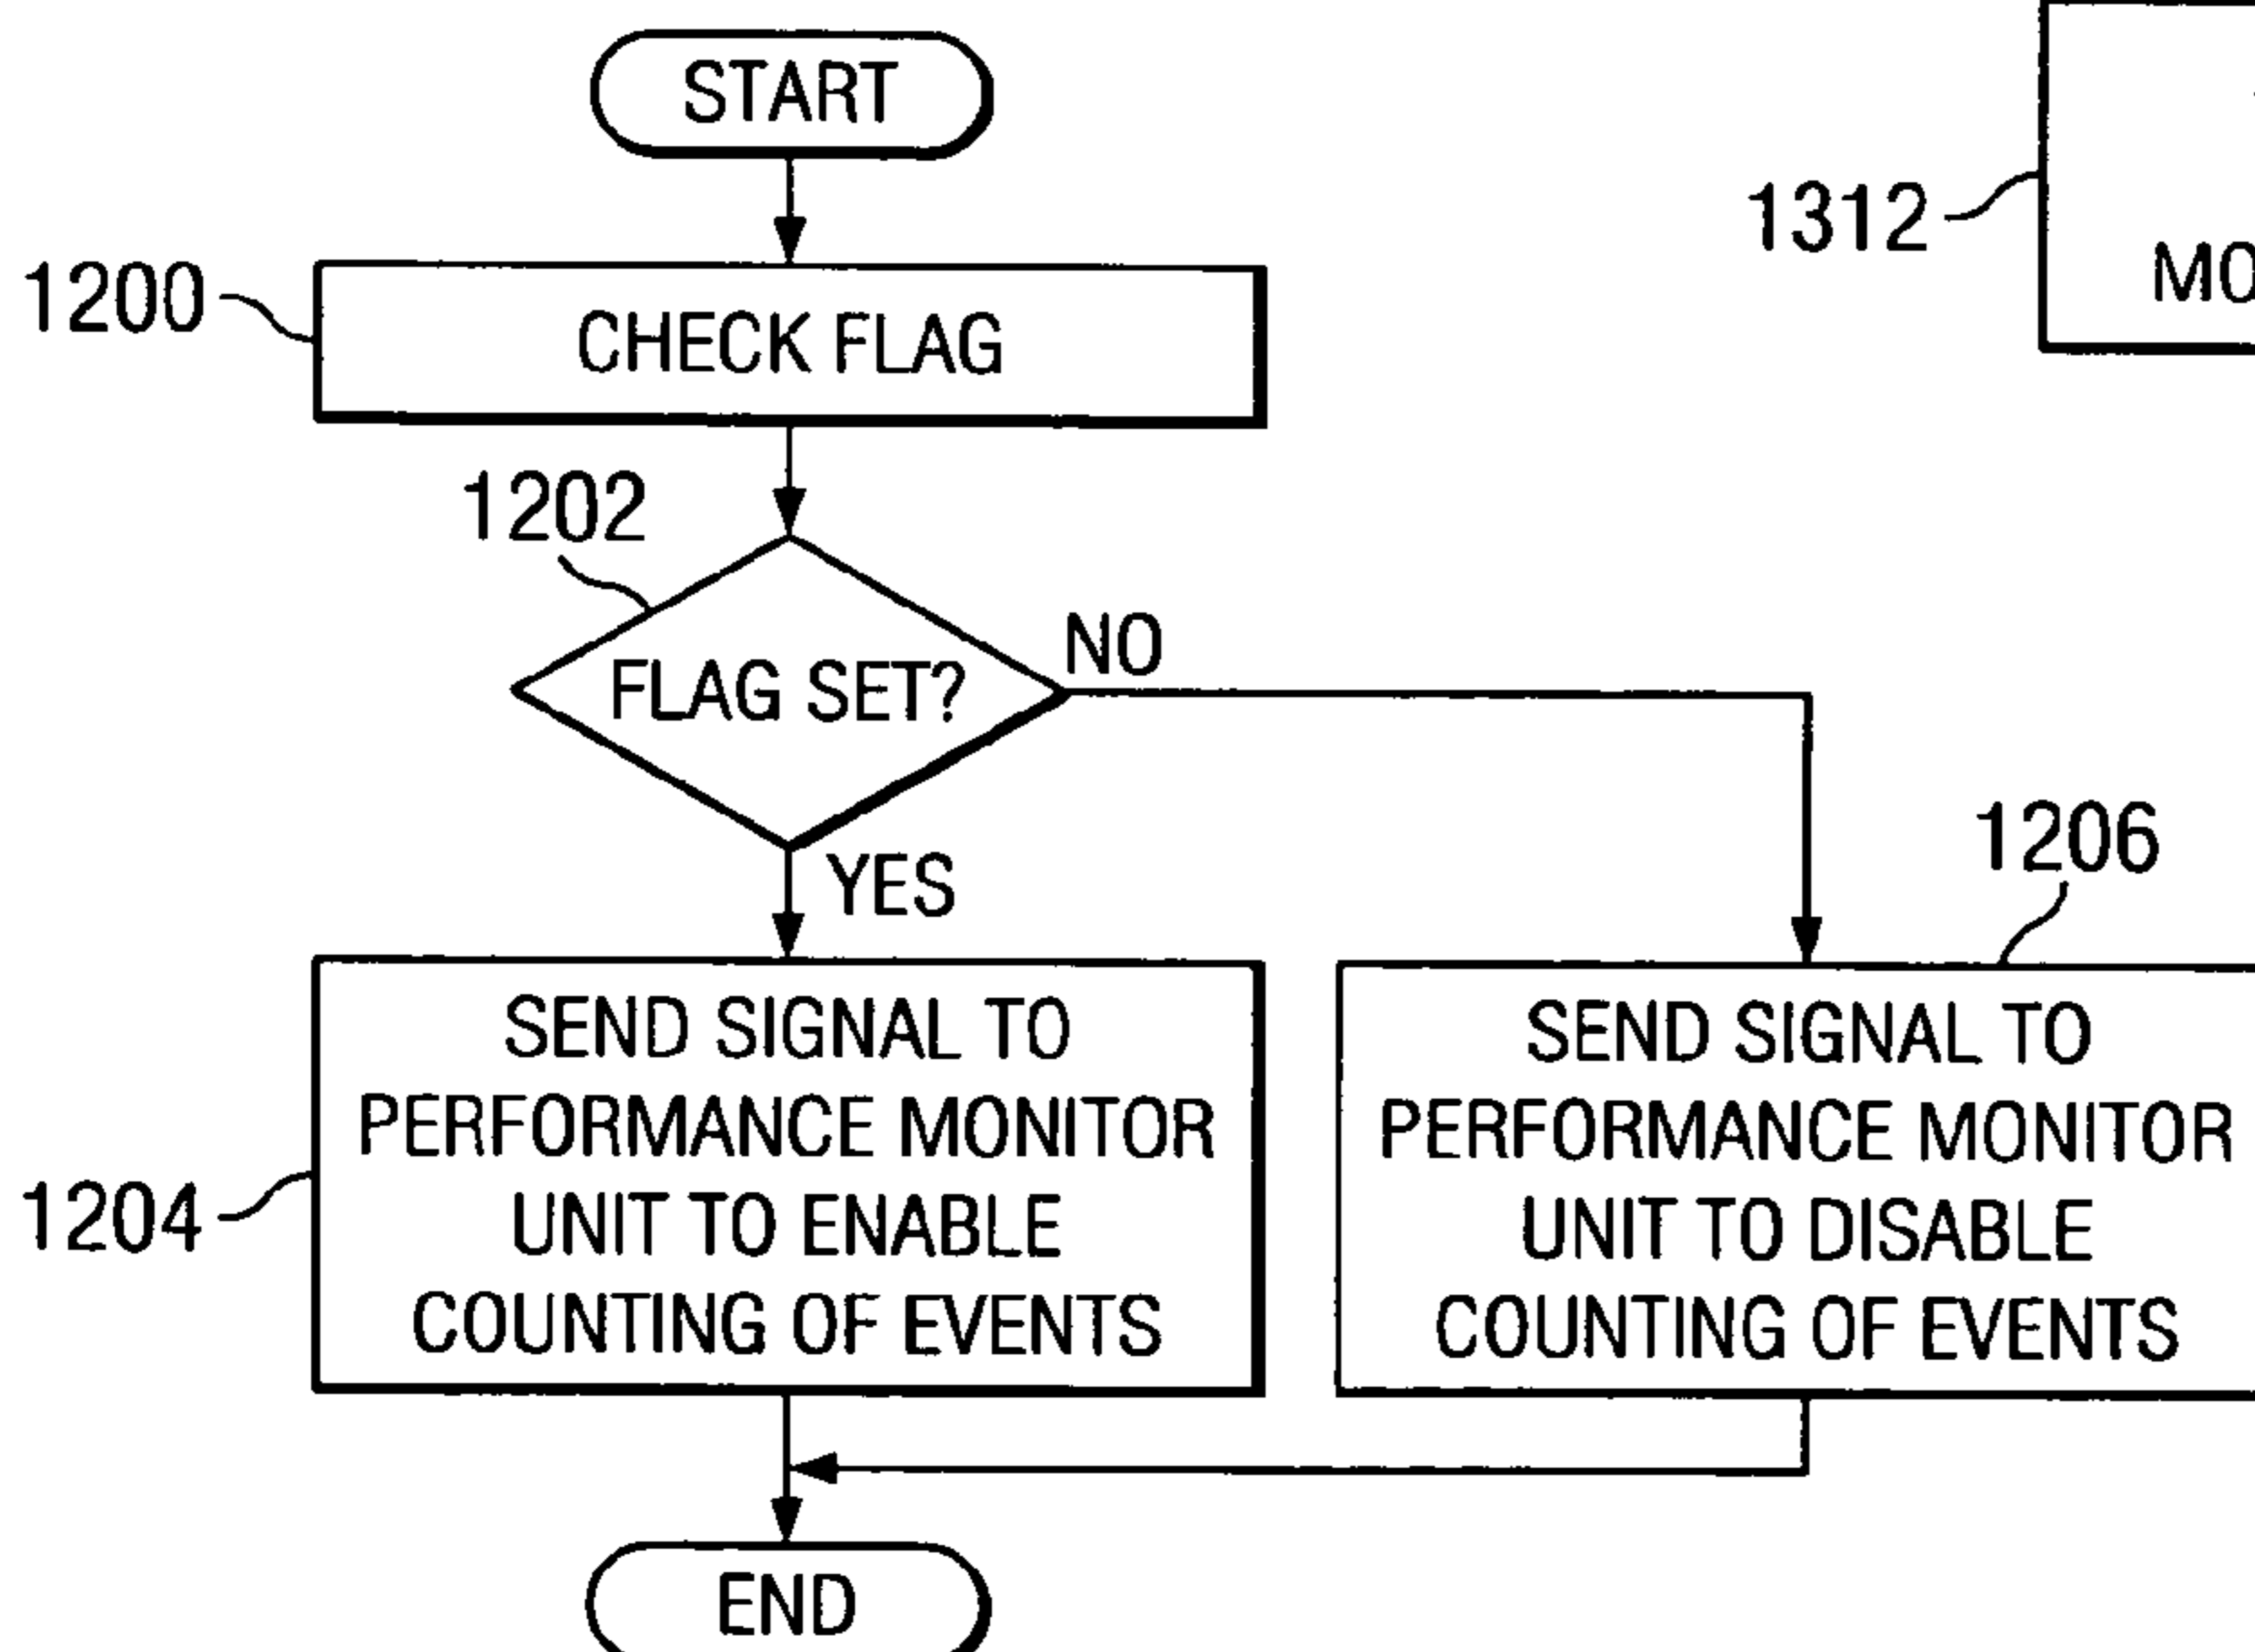 START
1200
CHECK FLAG
1202
FLAG SET?
NO
YES
1204
SEND SIGNAL TO
PERFORMANCE MONITOR
UNIT TO ENABLE
COUNTING OF EVENTS
1206
SEND SIGNAL TO
PERFORMANCE MONITOR
UNIT TO DISABLE
COUNTING OF EVENTS
END
1312